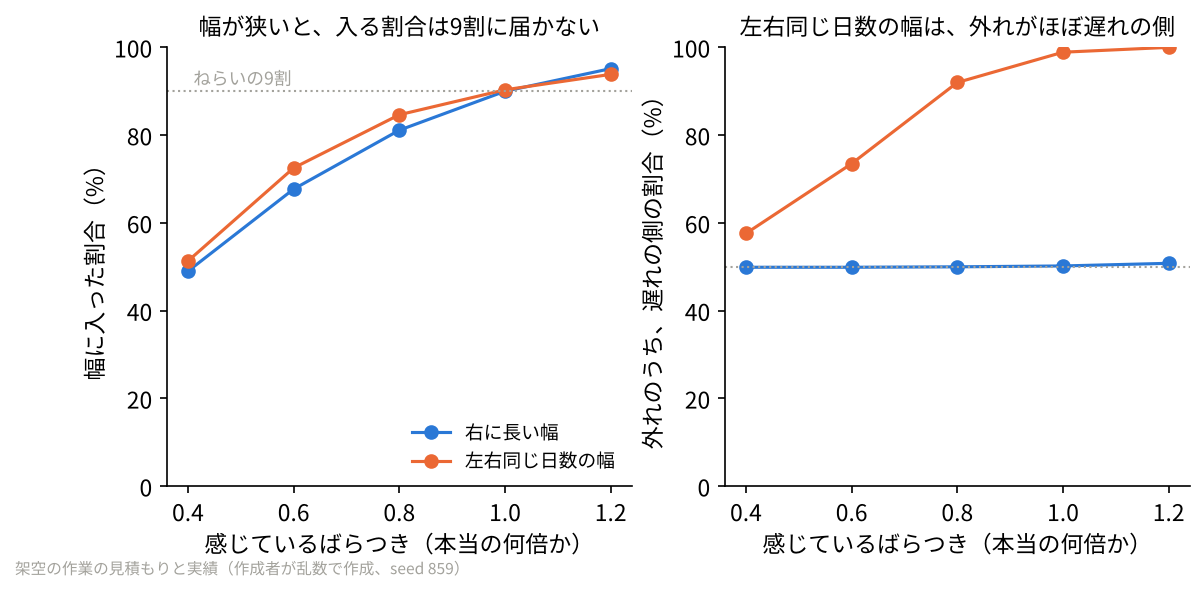 幅が狭いと、入る割合は9割に届かない
幅に入った割合（%）
100
80
60
40
20
0
ねらいの9割
右に長い幅
左右同じ日数の幅
0.4 0.6 0.8 1.0 1.2
感じているばらつき（本当の何倍か）
左右同じ日数の幅は、外れがほぼ遅れの側
外れのうち、遅れの側の割合（%）
100
80
60
40
20
0
0.4 0.6 0.8 1.0 1.2
感じているばらつき（本当の何倍か）
架空の作業の見積もりと実績（作成者が乱数で作成、seed 859）